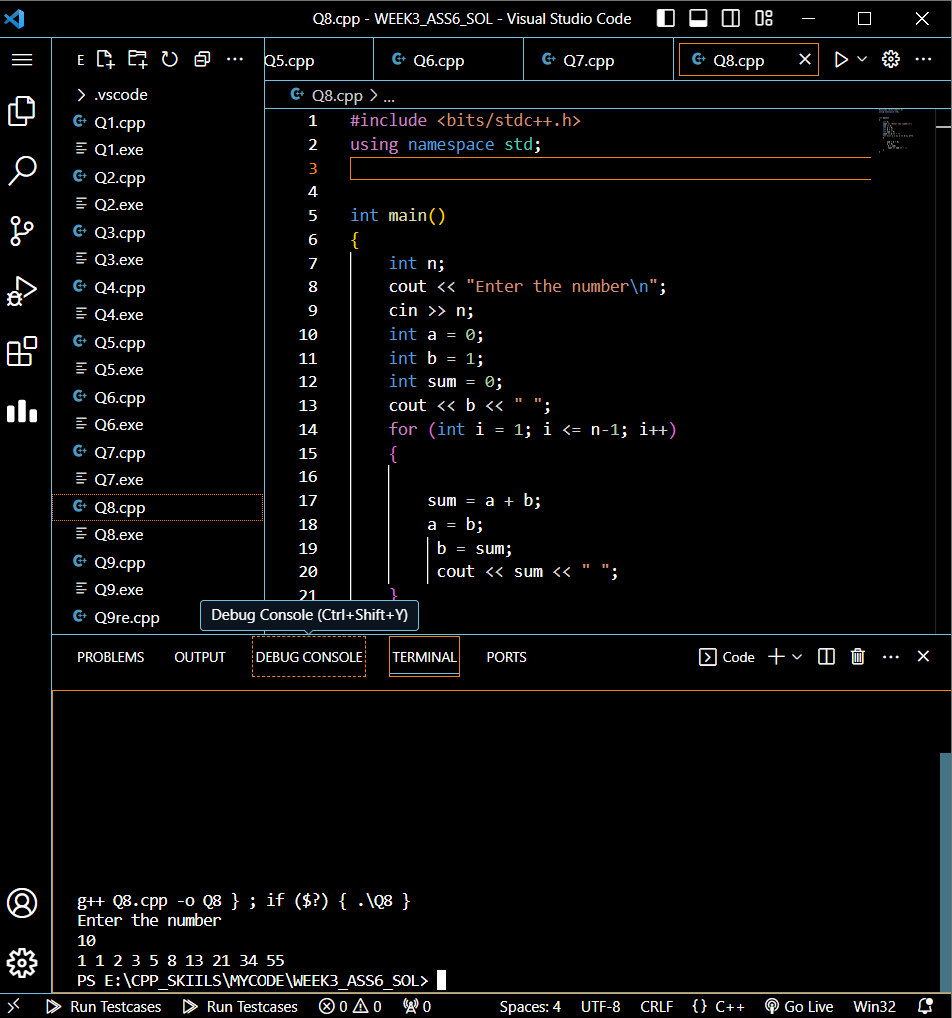 Q8.cpp - WEEK3_ASS6_SOL - Visual Studio Code
E
Q5.cpp
Q6.cpp
Q7.cpp
Q8.cpp
.vscode
Q1.cpp
Q1.exe
Q2.cpp
Q2.exe
Q3.cpp
Q3.exe
Q4.cpp
Q4.exe
Q5.cpp
Q5.exe
Q6.cpp
Q6.exe
Q7.cpp
Q7.exe
Q8.cpp
Q8.exe
Q9.cpp
Q9.exe
Q9re.cpp
Q8.cpp > ...
1 #include <bits/stdc++.h>
2 using namespace std;
3
4
5 int main()
6 {
7 int n;
8 cout << "Enter the number\n";
9 cin >> n;
10 int a = 0;
11 int b = 1;
12 int sum = 0;
13 cout << b << " ";
14 for (int i = 1; i <= n-1; i++)
15 {
16
17 sum = a + b;
18 a = b;
19 b = sum;
20 cout << sum << " ";
21 }
Debug Console (Ctrl+Shift+Y)
PROBLEMS OUTPUT DEBUG CONSOLE TERMINAL PORTS Code
g++ Q8.cpp -o Q8 } ; if ($?) { .\Q8 }
Enter the number
10
1 1 2 3 5 8 13 21 34 55
PS E:\CPP_SKIILS\MYCODE\WEEK3_ASS6_SOL>
Run Testcases Run Testcases 0 0 0 Spaces: 4 UTF-8 CRLF {} C++ Go Live Win32